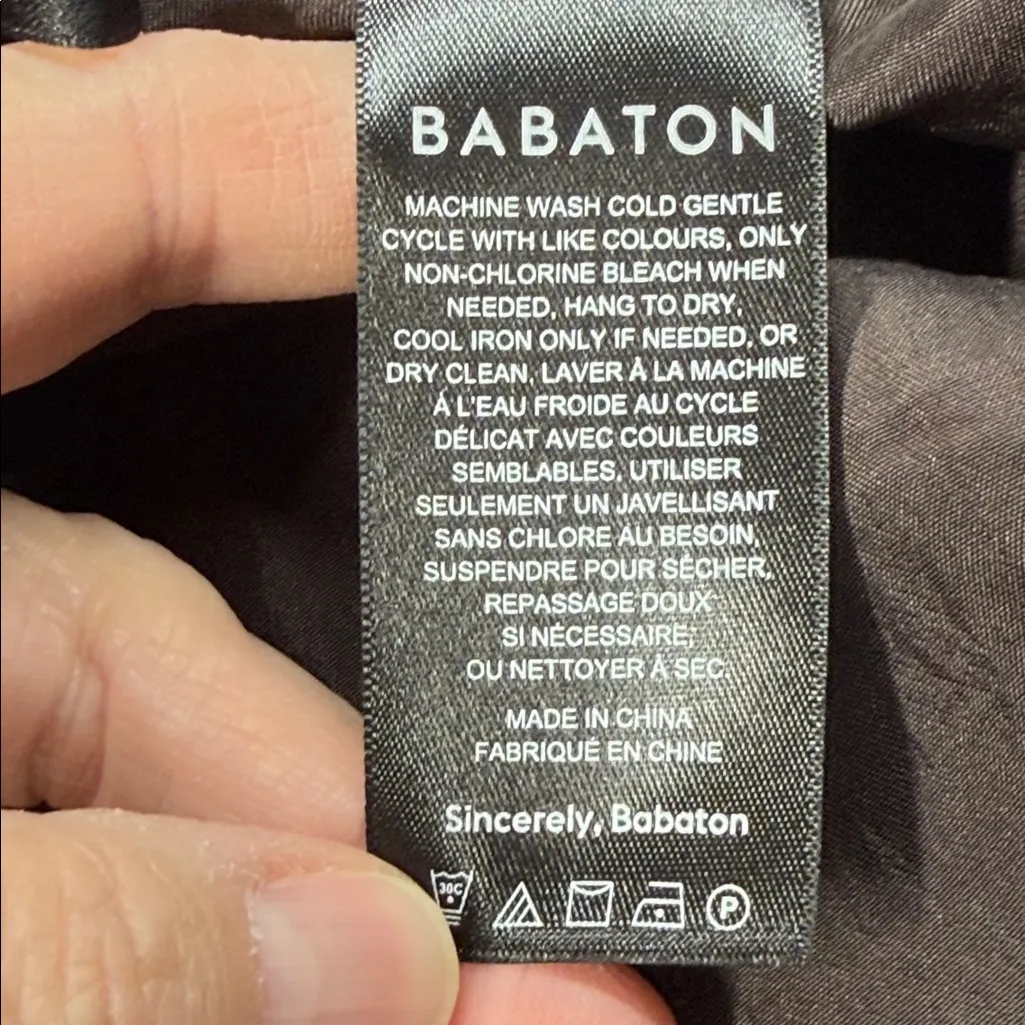 BABATON
MACHINE WASH COLD GENTLE
CYCLE WITH LIKE COLOURS, ONLY
NON-CHLORINE BLEACH WHEN
NEEDED, HANG TO DRY,
COOL IRON ONLY IF NEEDED, OR
DRY CLEAN, LAVER À LA MACHINE
Á L'EAU FROIDE AU CYCLE
DÉLICAT AVEC COULEURS
SEMBLABLES, UTILISER
SEULEMENT UN JAVELLISANT
SANS CHLORE AU BESOIN,
SUSPENDRE POUR SÉCHER,
REPASSAGE DOUX
SI NÉCESSAIRE,
OU NETTOYER À SEC.
MADE IN CHINA
FABRIQUÉ EN CHINE
Sincerely, Babaton
30C P